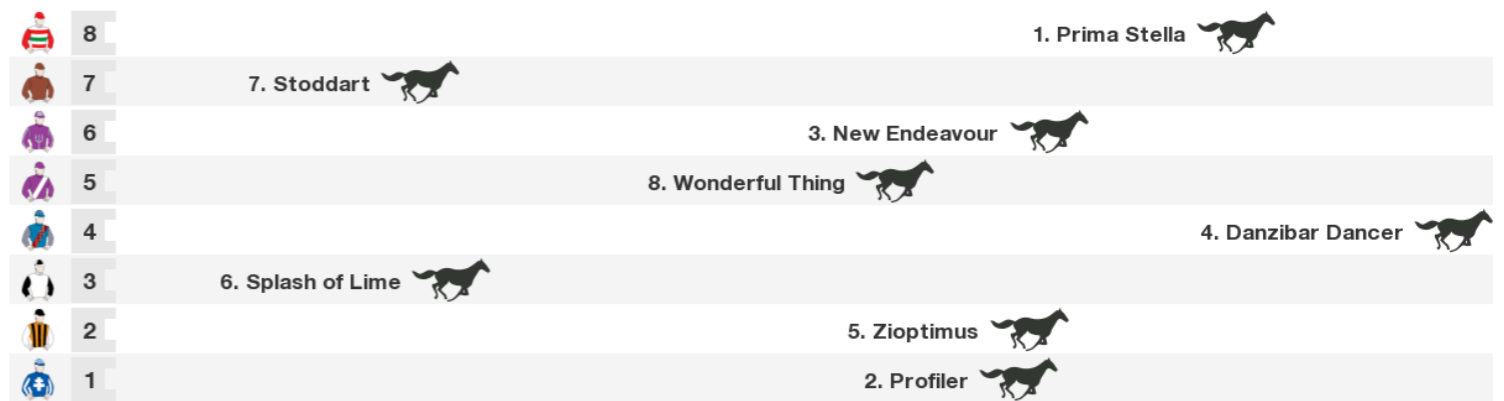 8 1. Prima Stella
7 7. Stoddart
6 3. New Endeavour
5 8. Wonderful Thing
4 4. Danzibar Dancer
3 6. Splash of Lime
2 5. Zioptimus
1 2. Profiler